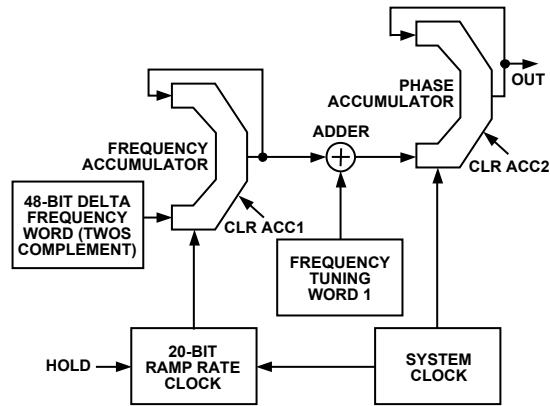 PHASE
ACCUMULATOR
OUT
FREQUENCY
ACCUMULATOR
ADDER
CLR ACC2
48-BIT DELTA
FREQUENCY
WORD (TWOS
COMPLEMENT)
CLR ACC1
FREQUENCY
TUNING
WORD 1
HOLD
20-BIT
RAMP RATE
CLOCK
SYSTEM
CLOCK